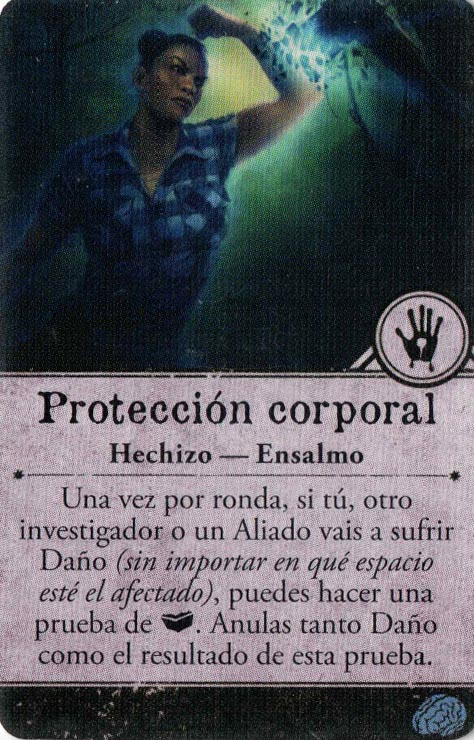 Protección corporal
Hechizo — Ensalmo
Una vez por ronda, si tú, otro
investigador o un Aliado vais a sufrir
Daño (sin importar en qué espacio
esté el afectado), puedes hacer una
prueba de . Anulas tanto Daño
como el resultado de esta prueba.